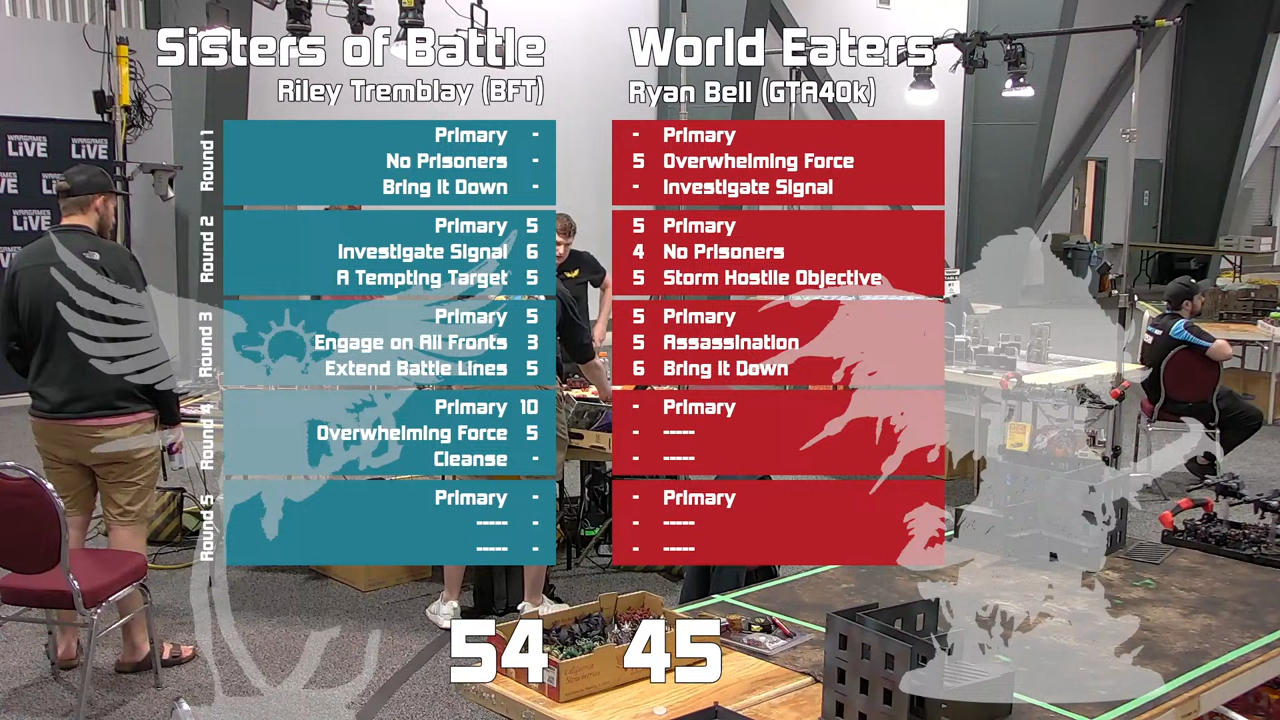 Sisters of Battle
Riley Tremblay (BFT)
World Eaters
Ryan Bell (GTA40k)
Round 1
Primary -
No Prisoners -
Bring It Down -
- Primary
5 Overwhelming Force
- Investigate Signal
Round 2
Primary 5
Investigate Signal 6
A Tempting Target 5
5 Primary
4 No Prisoners
5 Storm Hostile Objective
Round 3
Primary 5
Engage on All Fronts 3
Extend Battle Lines 5
5 Primary
5 Assassination
6 Bring It Down
Round 4
Primary 10
Overwhelming Force 5
Cleanse -
- Primary
- -----
- -----
Round 5
Primary -
----- -
----- -
- Primary
- -----
- -----
54 45
WARGAMES
LIVE
WARGAMES
LIVE
WARGAMES
LIVE